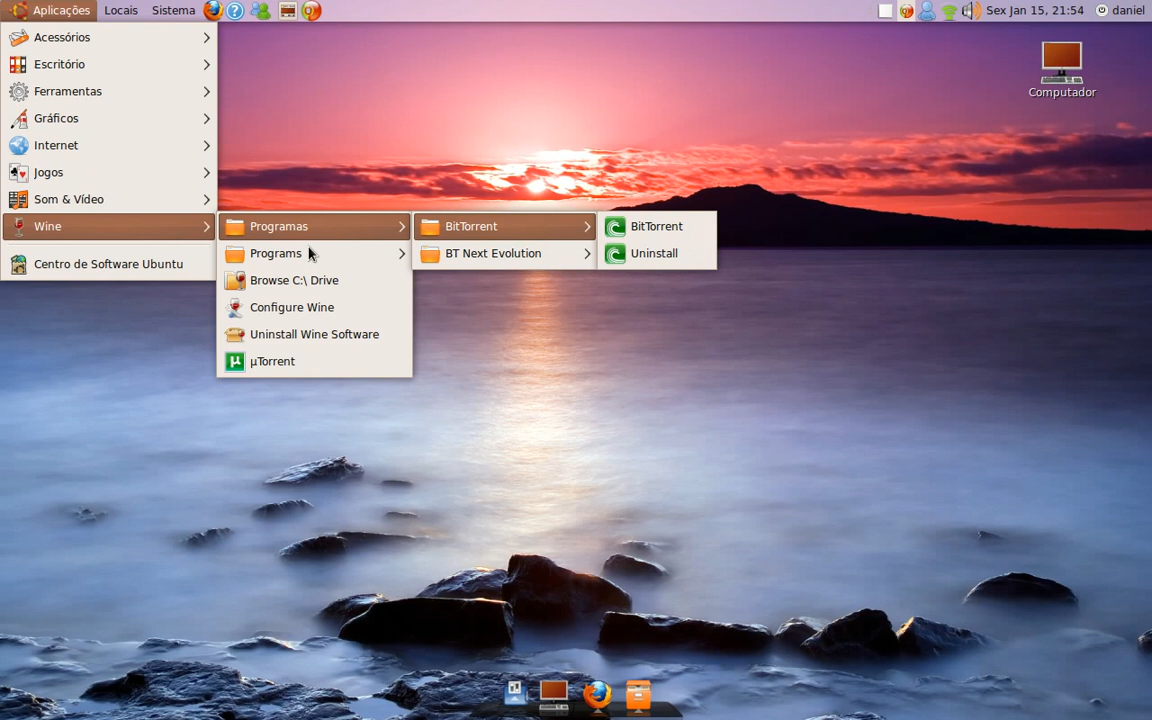 Aplicações Locais Sistema Sex Jan 15, 21:54 daniel
Acessórios
Escritório
Ferramentas
Gráficos
Internet
Jogos
Som & Vídeo
Wine
Centro de Software Ubuntu
Programas
Programs
Browse C:\ Drive
Configure Wine
Uninstall Wine Software
µTorrent
BitTorrent
BT Next Evolution
BitTorrent
Uninstall
Computador